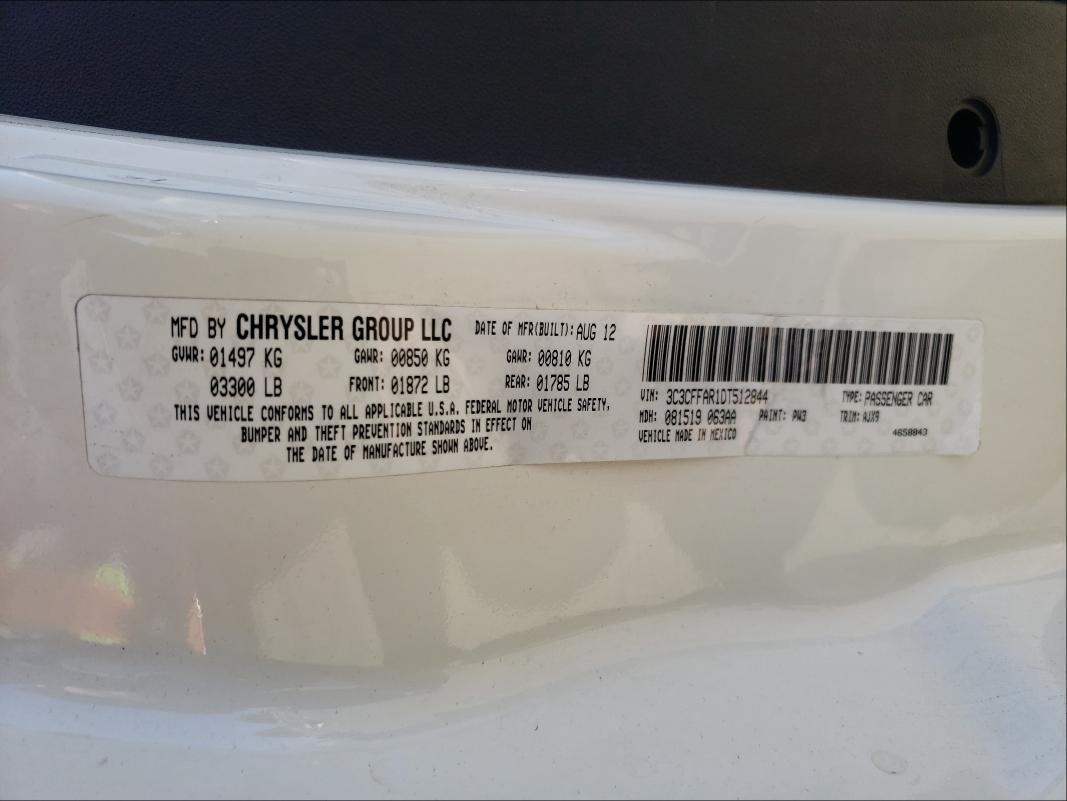 MFD BY CHRYSLER GROUP LLC DATE OF MFR(BUILT): AUG 12
GVWR: 01497 KG GAWR: 00850 KG GAWR: 00810 KG
03300 LB FRONT: 01872 LB REAR: 01785 LB
THIS VEHICLE CONFORMS TO ALL APPLICABLE U.S.A. FEDERAL MOTOR VEHICLE SAFETY,
BUMPER AND THEFT PREVENTION STANDARDS IN EFFECT ON
THE DATE OF MANUFACTURE SHOWN ABOVE.
VIN: 3C3CFFAR1DT512844 TYPE: PASSENGER CAR
MDH: 081519 063AA PAINT: PW3 TRIM: AJX9
VEHICLE MADE IN MEXICO 4658843